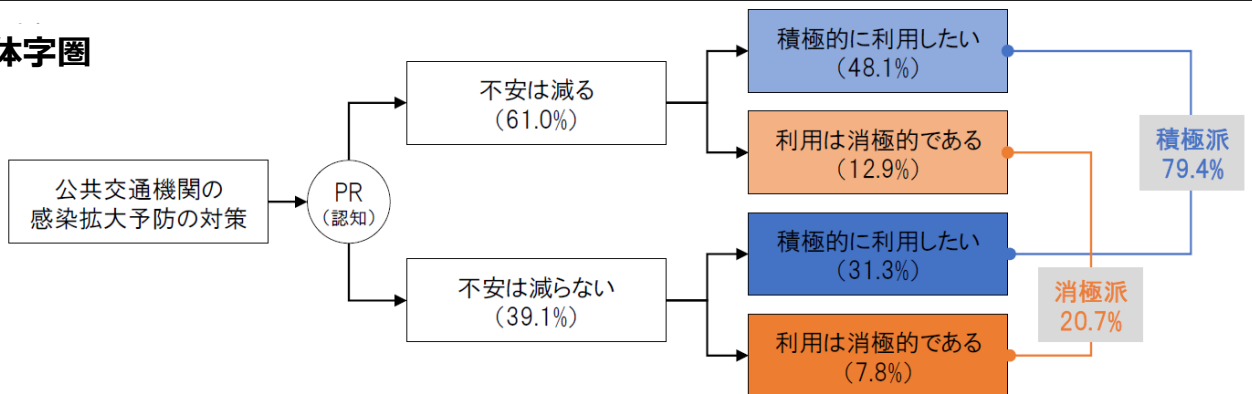 体字圏
公共交通機関の
感染拡大予防の対策
PR
（認知）
不安は減る
（61.0%）
不安は減らない
（39.1%）
積極的に利用したい
（48.1%）
利用は消極的である
（12.9%）
積極的に利用したい
（31.3%）
利用は消極的である
（7.8%）
積極派
79.4%
消極派
20.7%